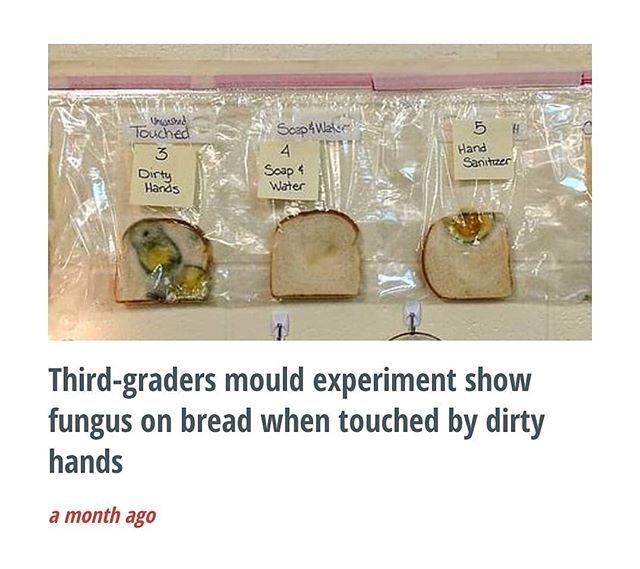 Unwashed
Touched
3
Dirty
Hands
Soap & Water
4
Soap &
Water
5
Hand
Sanitizer
Third-graders mould experiment show
fungus on bread when touched by dirty
hands
a month ago